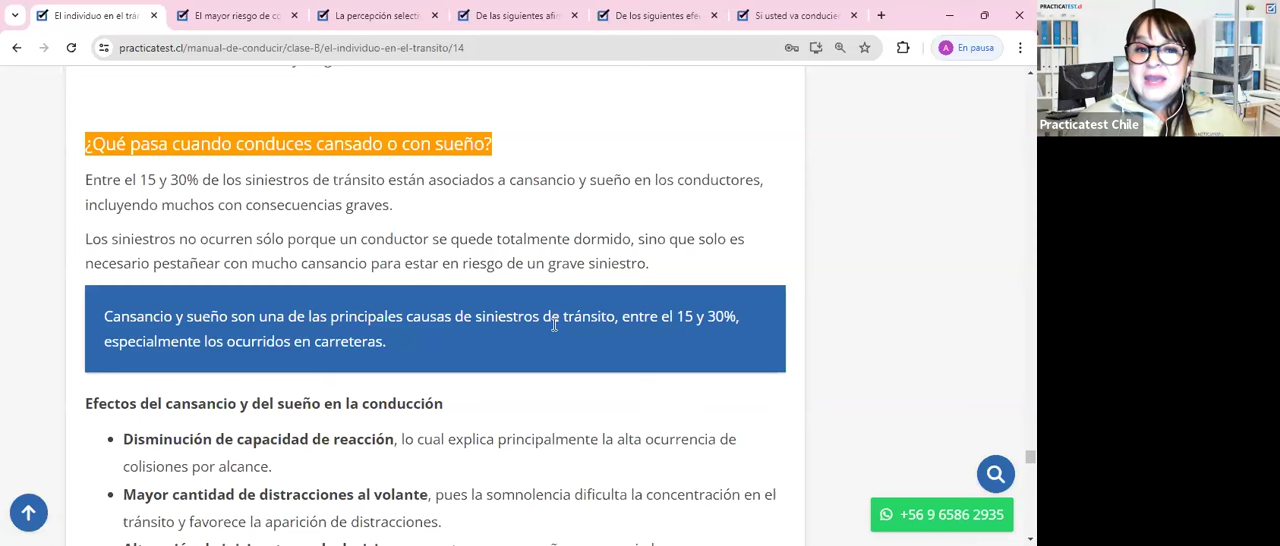 El individuo en el trán
El mayor riesgo de co
La percepción selectiv
De las siguientes afirm
De los siguientes efec
Si usted va conducien
practicatest.cl/manual-de-conducir/clase-B/el-individuo-en-el-transito/14
A
En pausa
PRACTICATEST.cl
Practicatest Chile
¿Qué pasa cuando conduces cansado o con sueño?
Entre el 15 y 30% de los siniestros de tránsito están asociados a cansancio y sueño en los conductores,
incluyendo muchos con consecuencias graves.
Los siniestros no ocurren sólo porque un conductor se quede totalmente dormido, sino que solo es
necesario pestañear con mucho cansancio para estar en riesgo de un grave siniestro.
Cansancio y sueño son una de las principales causas de siniestros de tránsito, entre el 15 y 30%,
especialmente los ocurridos en carreteras.
Efectos del cansancio y del sueño en la conducción
• Disminución de capacidad de reacción, lo cual explica principalmente la alta ocurrencia de
colisiones por alcance.
• Mayor cantidad de distracciones al volante, pues la somnolencia dificulta la concentración en el
tránsito y favorece la aparición de distracciones.
+56 9 6586 2935